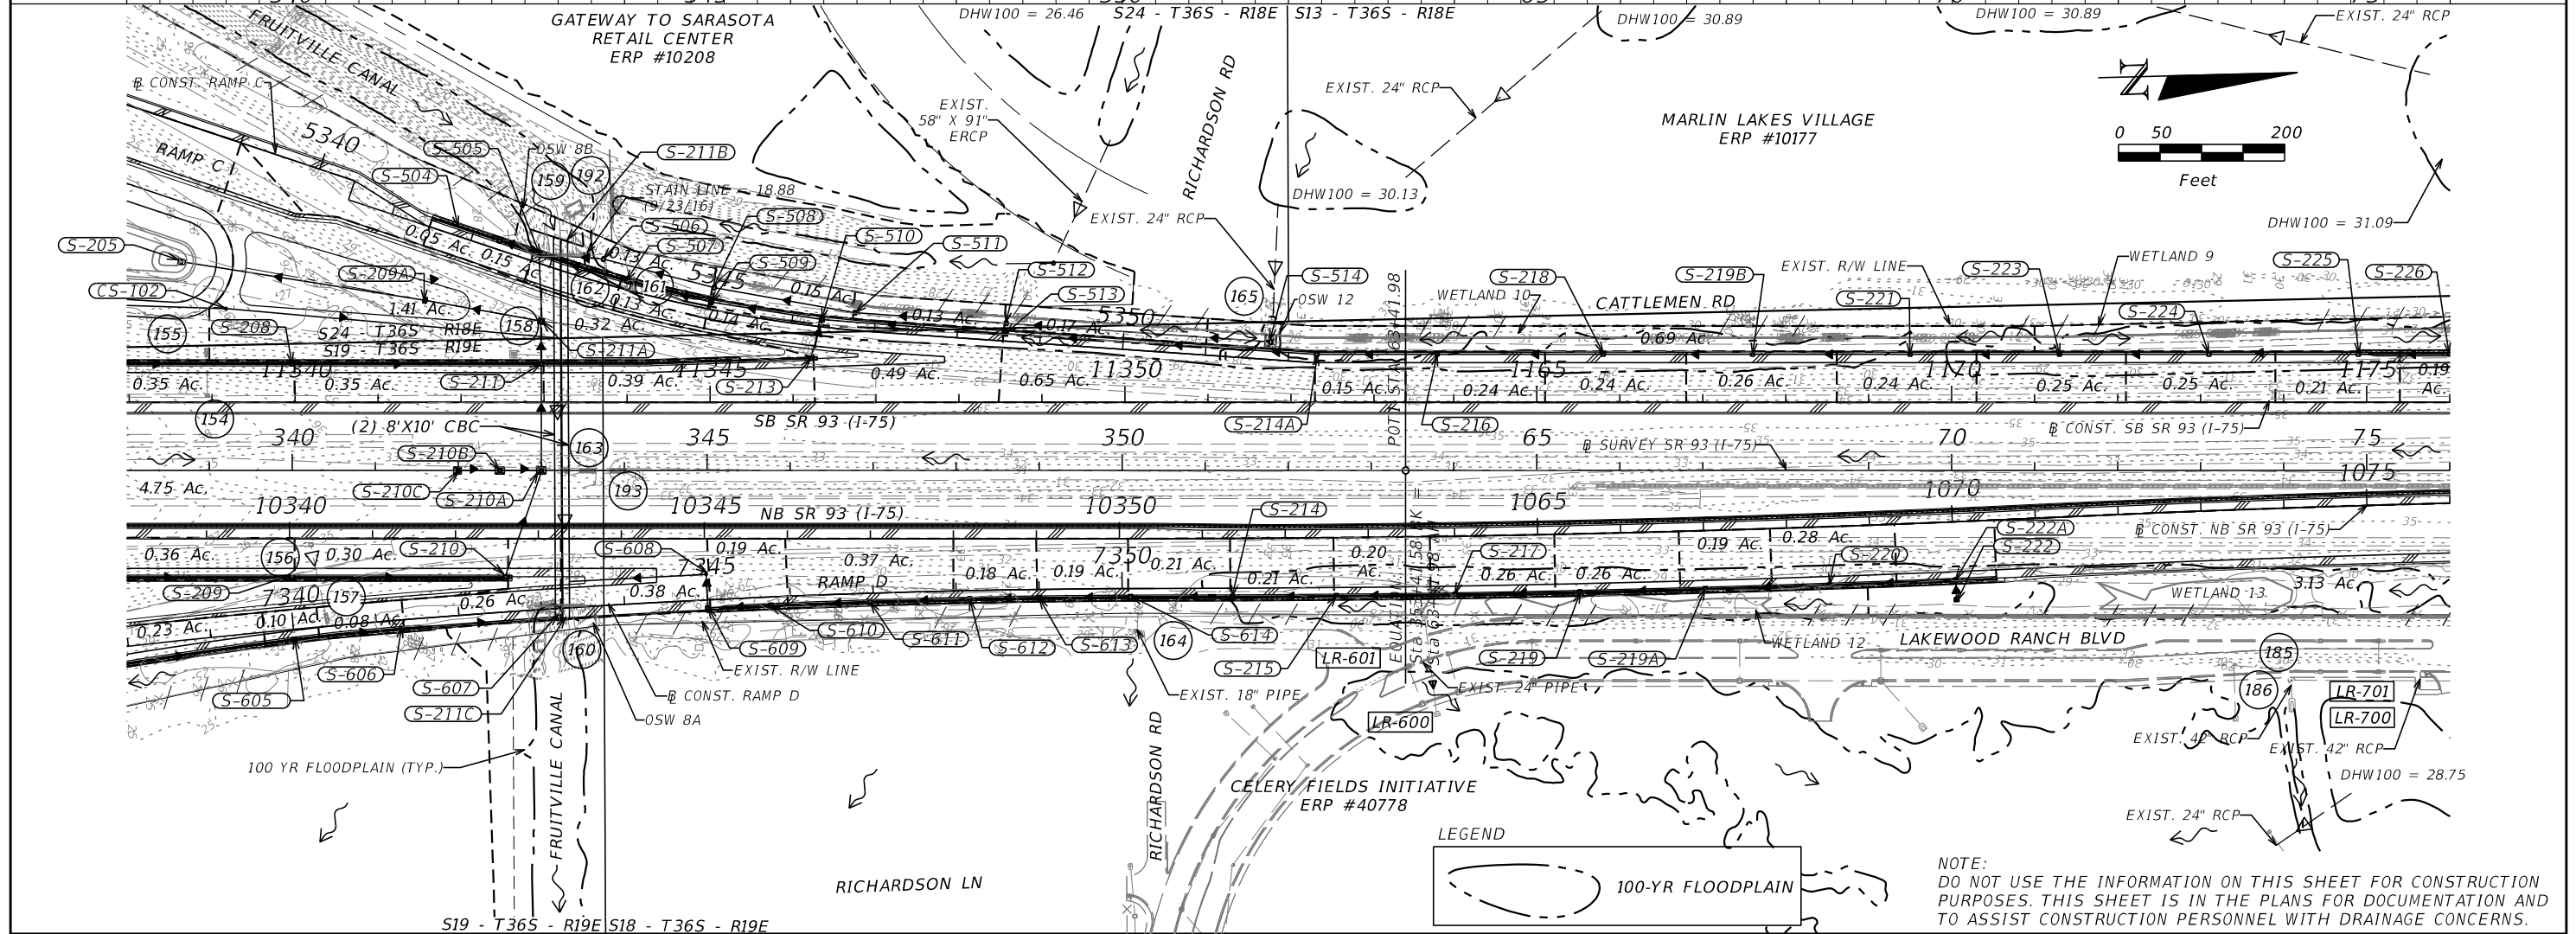 GATEWAY TO SARASOTA
RETAIL CENTER
ERP #10208
DHW100 = 26.46
S24 - T36S - R18E
S13 - T36S - R18E
DHW100 = 30.89
DHW100 = 30.89
EXIST. 24" RCP
FRUITVILLE CANAL
℄ CONST. RAMP C
5340
RAMP C
S-505
S-504
OSW 8B
159
192
S-211B
STAIN LINE = 18.88
(9/23/16)
S-506
S-507
S-508
S-509
S-510
S-511
S-512
S-513
EXIST.
58" X 91"
ERCP
RICHARDSON RD
EXIST. 24" RCP
EXIST. 24" RCP
DHW100 = 30.13
MARLIN LAKES VILLAGE
ERP #10177
N
0 50 200
Feet
DHW100 = 31.09
S-205
S-209A
CS-102
155
S-208
1.41 Ac.
S24 - T36S - R18E
S19 T36S R19E
158
S-211A
0.05 Ac.
0.15 Ac.
0.13 Ac.
162
161
0.13 Ac.
0.32 Ac.
0.14 Ac.
5345
0.15 Ac.
0.13 Ac.
0.17 Ac.
5350
165
S-514
OSW 12
WETLAND 10
S-218
S-219B
CATTLEMEN RD
EXIST. R/W LINE
S-221
S-223
WETLAND 9
S-224
S-225
S-226
0.69 Ac.
11340
0.35 Ac.
0.35 Ac.
S-211
0.39 Ac.
11345
S-213
0.49 Ac.
0.65 Ac.
11350
0.15 Ac.
0.24 Ac.
1165
0.24 Ac.
0.26 Ac.
0.24 Ac.
1170
0.25 Ac.
0.25 Ac.
0.21 Ac.
1175
0.19
Ac.
154
SB SR 93 (I-75)
S-214A
S-216
℄ CONST. SB SR 93 (I-75)
340
(2) 8'X10' CBC
345
350
65
℄ SURVEY SR 93 (I-75)
70
75
163
S-210B
S-210C
S-210A
193
4.75 Ac.
10340
10345
NB SR 93 (I-75)
10350
1065
1070
1075
S-214
S-222A
S-222
℄ CONST. NB SR 93 (I-75)
0.36 Ac.
156
0.30 Ac.
S-210
S-608
0.19 Ac.
0.37 Ac.
0.18 Ac.
0.19 Ac.
7350
0.21 Ac.
0.21 Ac.
0.20
Ac.
S-217
0.26 Ac.
0.26 Ac.
0.19 Ac.
0.28 Ac.
S-220
3.13 Ac.
S-209
7340
157
0.26 Ac.
0.38 Ac.
7345
RAMP D
WETLAND 13
0.23 Ac.
0.10 Ac.
0.08 Ac.
160
S-609
S-610
S-611
S-612
S-613
164
S-614
S-215
LR-601
S-219
S-219A
WETLAND 12
LAKEWOOD RANCH BLVD
185
S-605
S-606
S-607
S-211C
EXIST. R/W LINE
℄ CONST. RAMP D
OSW 8A
EXIST. 18" PIPE
EXIST. 24" PIPE
LR-600
186
LR-701
LR-700
EXIST. 42" RCP
EXIST. 42" RCP
DHW100 = 28.75
EXIST. 24" RCP
100 YR FLOODPLAIN (TYP.)
FRUITVILLE CANAL
RICHARDSON RD
CELERY FIELDS INITIATIVE
ERP #40778
RICHARDSON LN
S19 - T36S - R19E
S18 - T36S - R19E
LEGEND
100-YR FLOODPLAIN
NOTE:
DO NOT USE THE INFORMATION ON THIS SHEET FOR CONSTRUCTION
PURPOSES. THIS SHEET IS IN THE PLANS FOR DOCUMENTATION AND
TO ASSIST CONSTRUCTION PERSONNEL WITH DRAINAGE CONCERNS.